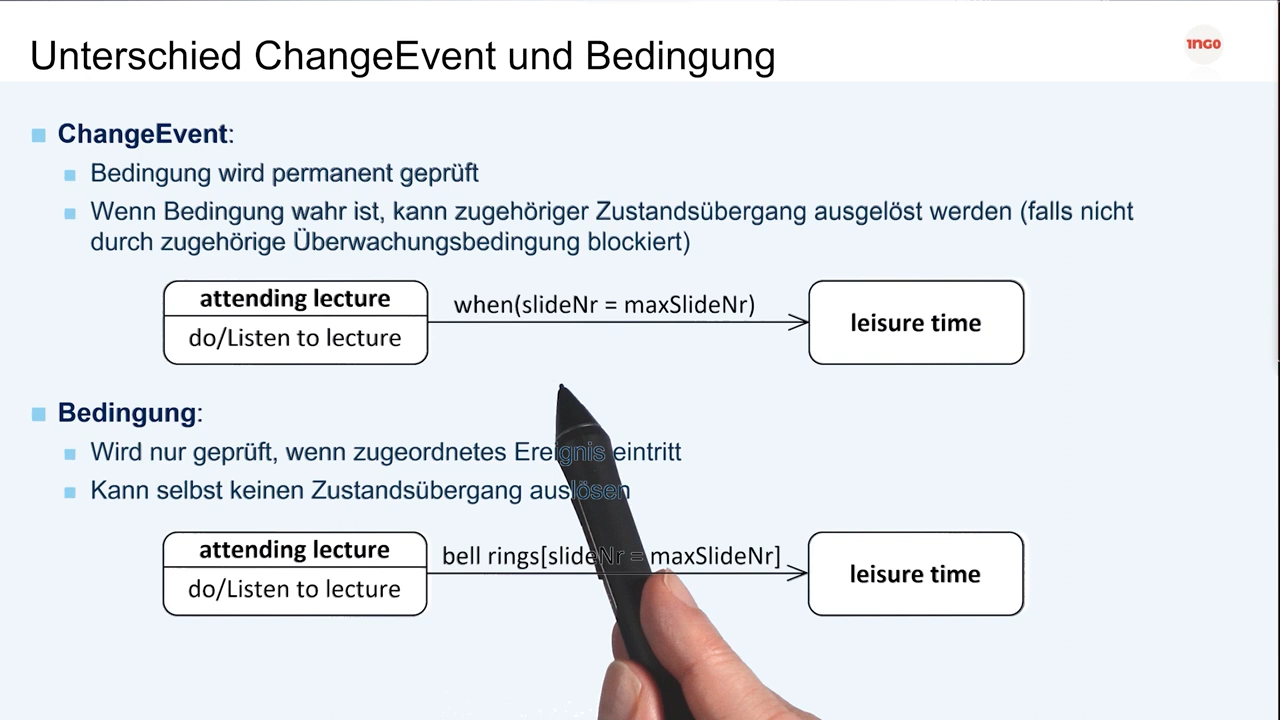 Unterschied ChangeEvent und Bedingung
1NG0
ChangeEvent:
Bedingung wird permanent geprüft
Wenn Bedingung wahr ist, kann zugehöriger Zustandsübergang ausgelöst werden (falls nicht
durch zugehörige Überwachungsbedingung blockiert)
attending lecture
do/Listen to lecture
when(slideNr = maxSlideNr)
leisure time
Bedingung:
Wird nur geprüft, wenn zugeordnetes Ereignis eintritt
Kann selbst keinen Zustandsübergang auslösen
attending lecture
do/Listen to lecture
bell rings[slideNr = maxSlideNr]
leisure time